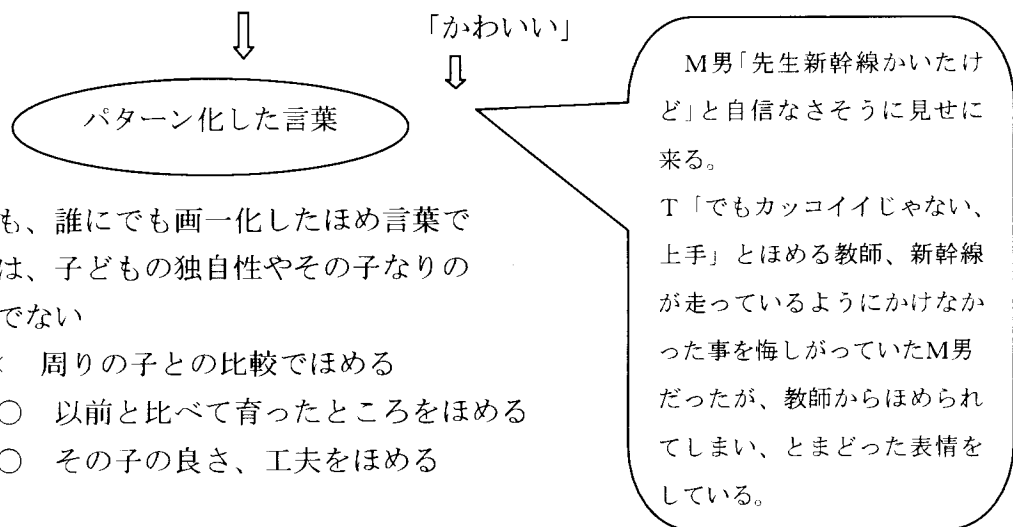 「かわいい」
パターン化した言葉
も、誰にでも画一化したほめ言葉で
は、子どもの独自性やその子なりの
でない
周りの子との比較でほめる
○ 以前と比べて育ったところをほめる
○ その子の良さ、工夫をほめる
M男「先生新幹線かいたけ
ど」と自信なさそうに見せに
来る。
T「でもカッコイイじゃない、
上手」とほめる教師、新幹線
が走っているようにかけなか
った事を悔しがっていたM男
だったが、教師からほめられ
てしまい、とまどった表情を
している。